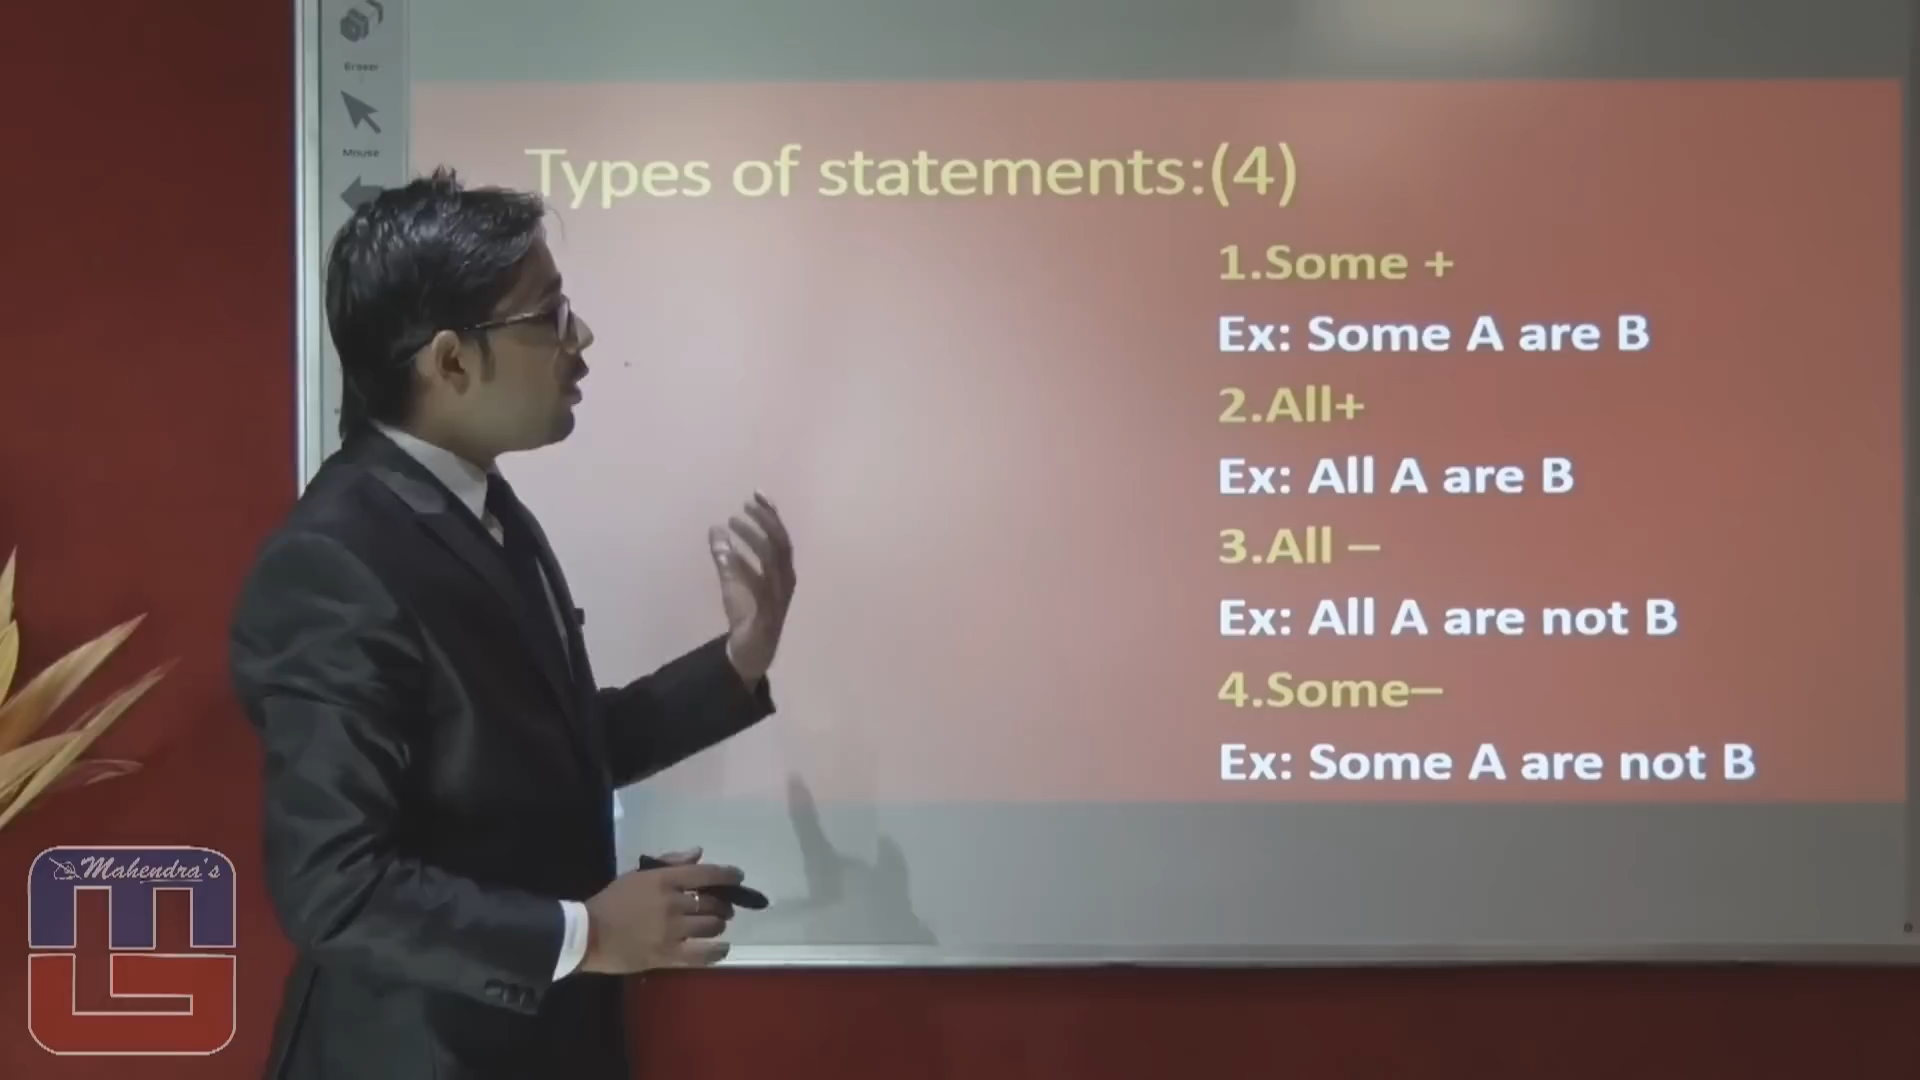 Eraser
Mouse
Types of statements:(4)
1.Some +
Ex: Some A are B
2.All+
Ex: All A are B
3.All –
Ex: All A are not B
4.Some–
Ex: Some A are not B
Mahendra's